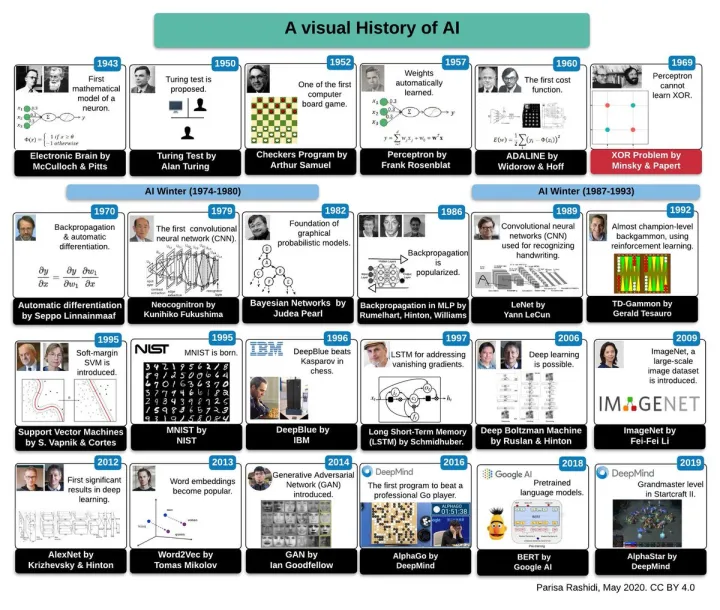 A visual History of AI
1943
First
mathematical
model of a
neuron.
Electronic Brain by
McCulloch & Pitts
1950
Turing test is
proposed.
Turing Test by
Alan Turing
1952
One of the first
computer
board game.
Checkers Program by
Arthur Samuel
1957
Weights
automatically
learned.
Perceptron by
Frank Rosenblat
1960
The first cost
function.
ADALINE by
Widorow & Hoff
1969
Perceptron
cannot
learn XOR.
XOR Problem by
Minsky & Papert
AI Winter (1974-1980)
AI Winter (1987-1993)
1970
Backpropagation
& automatic
differentiation.
Automatic differentiation
by Seppo Linnainmaaf
1979
The first convolutional
neural network (CNN).
Neocognitron by
Kunihiko Fukushima
1982
Foundation of
graphical
probabilistic models.
Bayesian Networks by
Judea Pearl
1986
Backpropagation
is
popularized.
Backpropagation in MLP by
Rumelhart, Hinton, Williams
1989
Convolutional neural
networks (CNN)
used for recognizing
handwriting.
LeNet by
Yann LeCun
1992
Almost champion-level
backgammon, using
reinforcement learning.
TD-Gammon by
Gerald Tesauro
1995
Soft-margin
SVM is
introduced.
Support Vector Machines
by S. Vapnik & Cortes
1995
NIST
MNIST is born.
MNIST by
NIST
1996
IBM
DeepBlue beats
Kasparov in
chess.
DeepBlue by
IBM
1997
LSTM for addressing
vanishing gradients.
Long Short-Term Memory
(LSTM) by Schmidhuber.
2006
Deep learning
is possible.
Deep Boltzman Machine
by Ruslan & Hinton
2009
ImageNet, a
large-scale
image dataset
is introduced.
IMAGENET
ImageNet by
Fei-Fei Li
2012
First significant
results in deep
learning.
AlexNet by
Krizhevsky & Hinton
2013
Word embeddings
become popular.
Word2Vec by
Tomas Mikolov
2014
Generative Adversarial
Network (GAN)
introduced.
GAN by
Ian Goodfellow
2016
DeepMind
The first program to beat a
professional Go player.
ALPHAGO
01:51:38
AlphaGo by
DeepMind
2018
Google AI
Pretrained
language models.
BERT
BERT by
Google AI
2019
DeepMind
Grandmaster level
in Startcraft II.
AlphaStar by
DeepMind
Parisa Rashidi, May 2020. CC BY 4.0